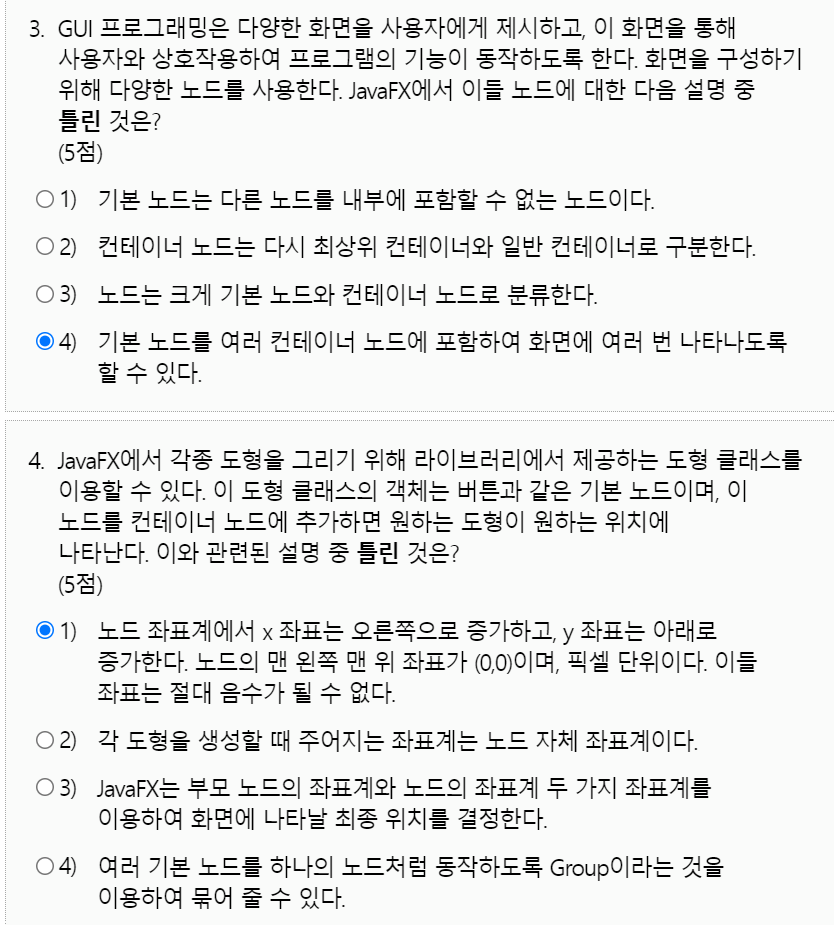 3. GUI 프로그래밍은 다양한 화면을 사용자에게 제시하고, 이 화면을 통해
사용자와 상호작용하여 프로그램의 기능이 동작하도록 한다. 화면을 구성하기
위해 다양한 노드를 사용한다. JavaFX에서 이들 노드에 대한 다음 설명 중
틀린 것은?
(5점)
1) 기본 노드는 다른 노드를 내부에 포함할 수 없는 노드이다.
2) 컨테이너 노드는 다시 최상위 컨테이너와 일반 컨테이너로 구분한다.
3) 노드는 크게 기본 노드와 컨테이너 노드로 분류한다.
4) 기본 노드를 여러 컨테이너 노드에 포함하여 화면에 여러 번 나타나도록
할 수 있다.
4. JavaFX에서 각종 도형을 그리기 위해 라이브러리에서 제공하는 도형 클래스를
이용할 수 있다. 이 도형 클래스의 객체는 버튼과 같은 기본 노드이며, 이
노드를 컨테이너 노드에 추가하면 원하는 도형이 원하는 위치에
나타난다. 이와 관련된 설명 중 틀린 것은?
(5점)
1) 노드 좌표계에서 x 좌표는 오른쪽으로 증가하고, y 좌표는 아래로
증가한다. 노드의 맨 왼쪽 맨 위 좌표가 (0,0)이며, 픽셀 단위이다. 이들
좌표는 절대 음수가 될 수 없다.
2) 각 도형을 생성할 때 주어지는 좌표계는 노드 자체 좌표계이다.
3) JavaFX는 부모 노드의 좌표계와 노드의 좌표계 두 가지 좌표계를
이용하여 화면에 나타날 최종 위치를 결정한다.
4) 여러 기본 노드를 하나의 노드처럼 동작하도록 Group이라는 것을
이용하여 묶어 줄 수 있다.